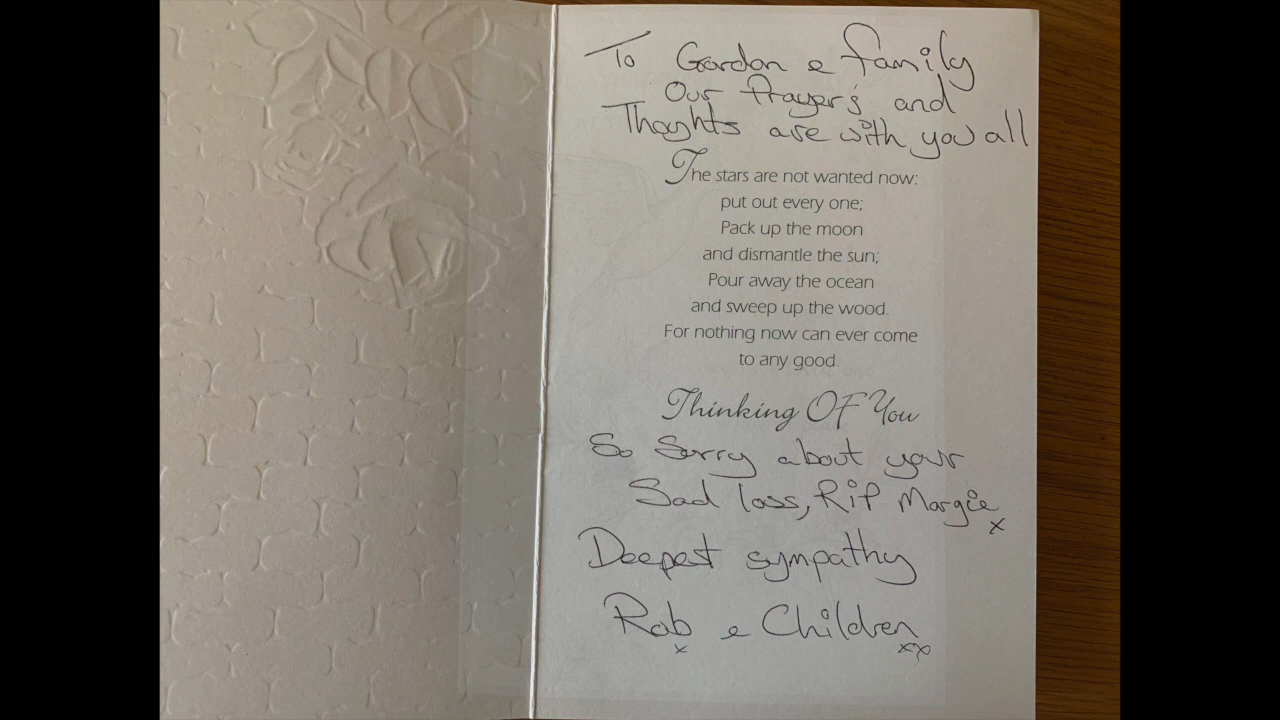 To Gordon e family
Our Prayer's and
Thoghts are with you all
The stars are not wanted now:
put out every one;
Pack up the moon
and dismantle the sun;
Pour away the ocean
and sweep up the wood.
For nothing now can ever come
to any good.
Thinking OF You
So Sorry about your
Sad loss, RiP Margie
x
Deepest sympathy
Rob e Children
x xx